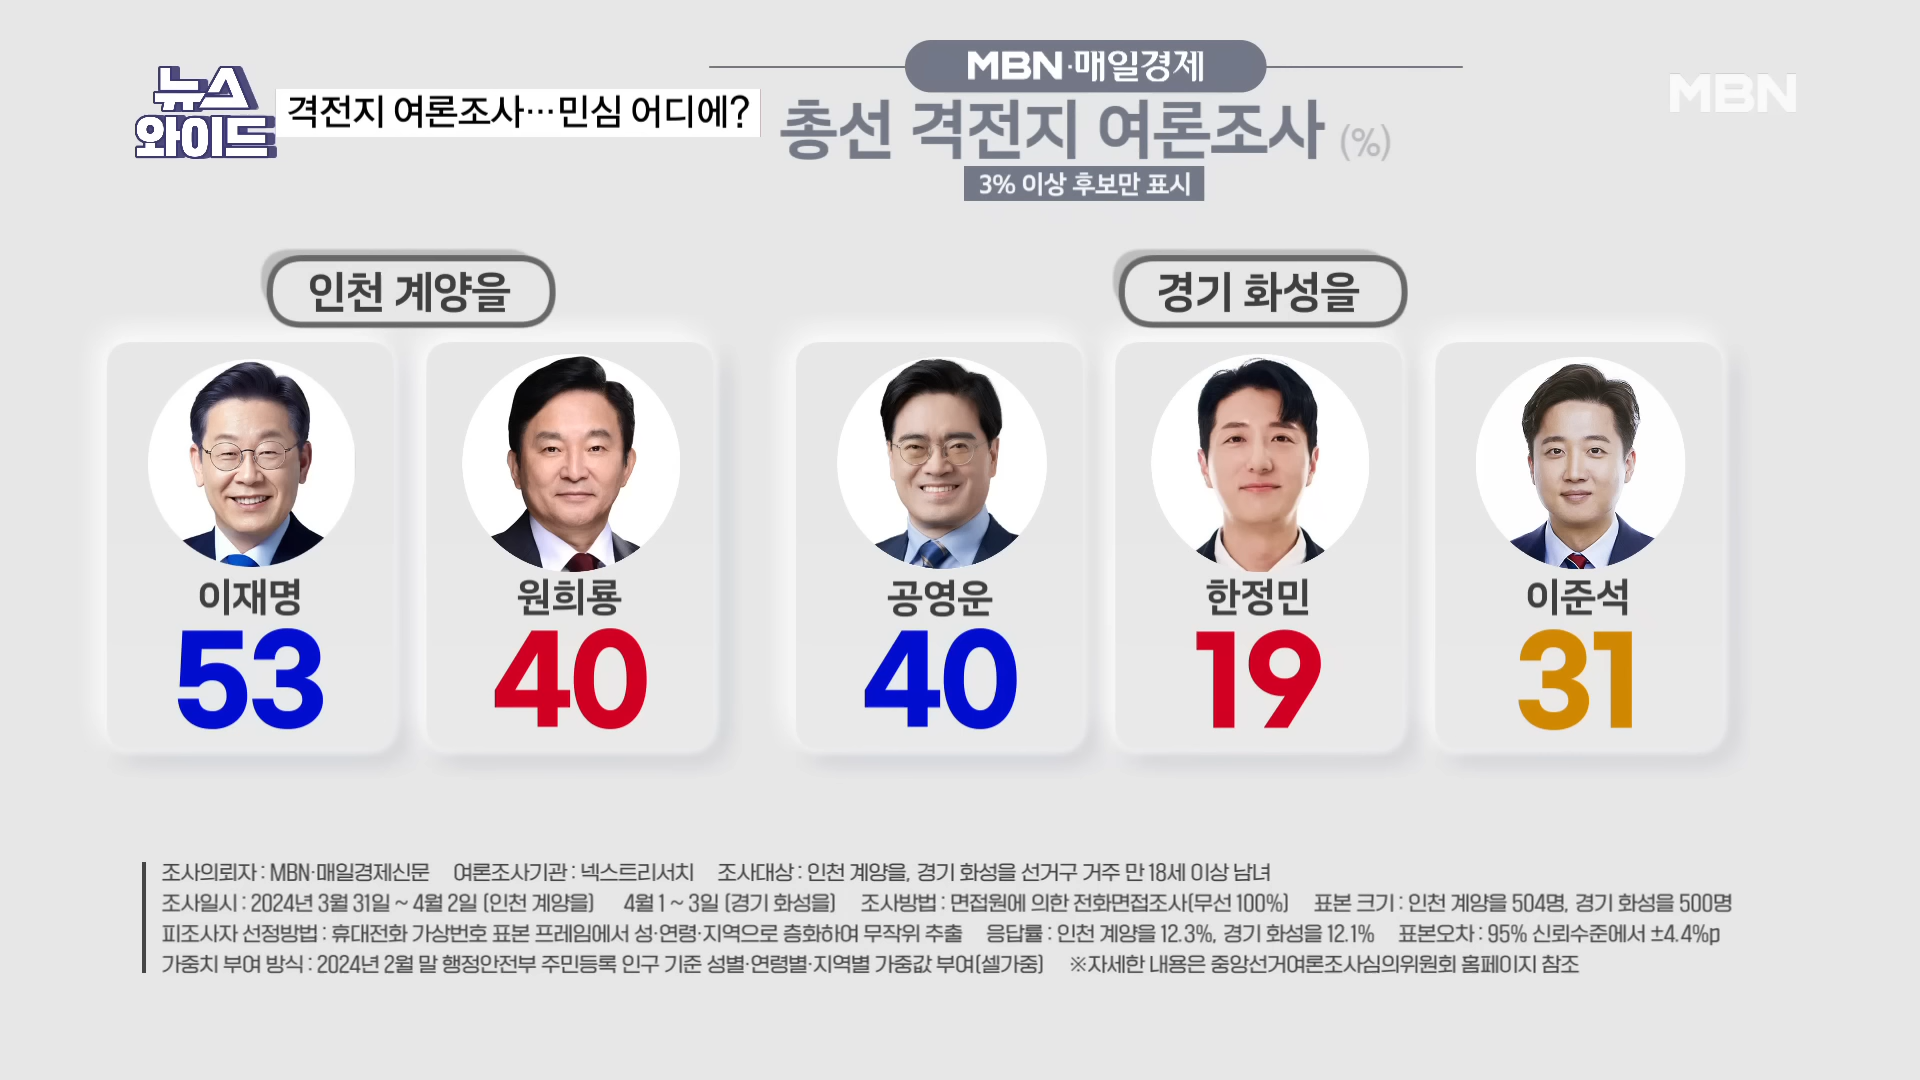 뉴스
와이드
격전지 여론조사…민심 어디에?
MBN·매일경제
총선 격전지 여론조사 (%)
3% 이상 후보만 표시
MBN
인천 계양을
이재명
53
원희룡
40
경기 화성을
공영운
40
한정민
19
이준석
31
조사의뢰자 : MBN·매일경제신문 여론조사기관 : 넥스트리서치 조사대상 : 인천 계양을, 경기 화성을 선거구 거주 만 18세 이상 남녀
조사일시 : 2024년 3월 31일 ~ 4월 2일 (인천 계양을) 4월 1 ~ 3일 (경기 화성을) 조사방법 : 면접원에 의한 전화면접조사(무선 100%) 표본 크기 : 인천 계양을 504명, 경기 화성을 500명
피조사자 선정방법 : 휴대전화 가상번호 표본 프레임에서 성·연령·지역으로 층화하여 무작위 추출 응답률 : 인천 계양을 12.3%, 경기 화성을 12.1% 표본오차 : 95% 신뢰수준에서 ±4.4%p
가중치 부여 방식 : 2024년 2월 말 행정안전부 주민등록 인구 기준 성별·연령별·지역별 가중값 부여(셀가중) ※자세한 내용은 중앙선거여론조사심의위원회 홈페이지 참조